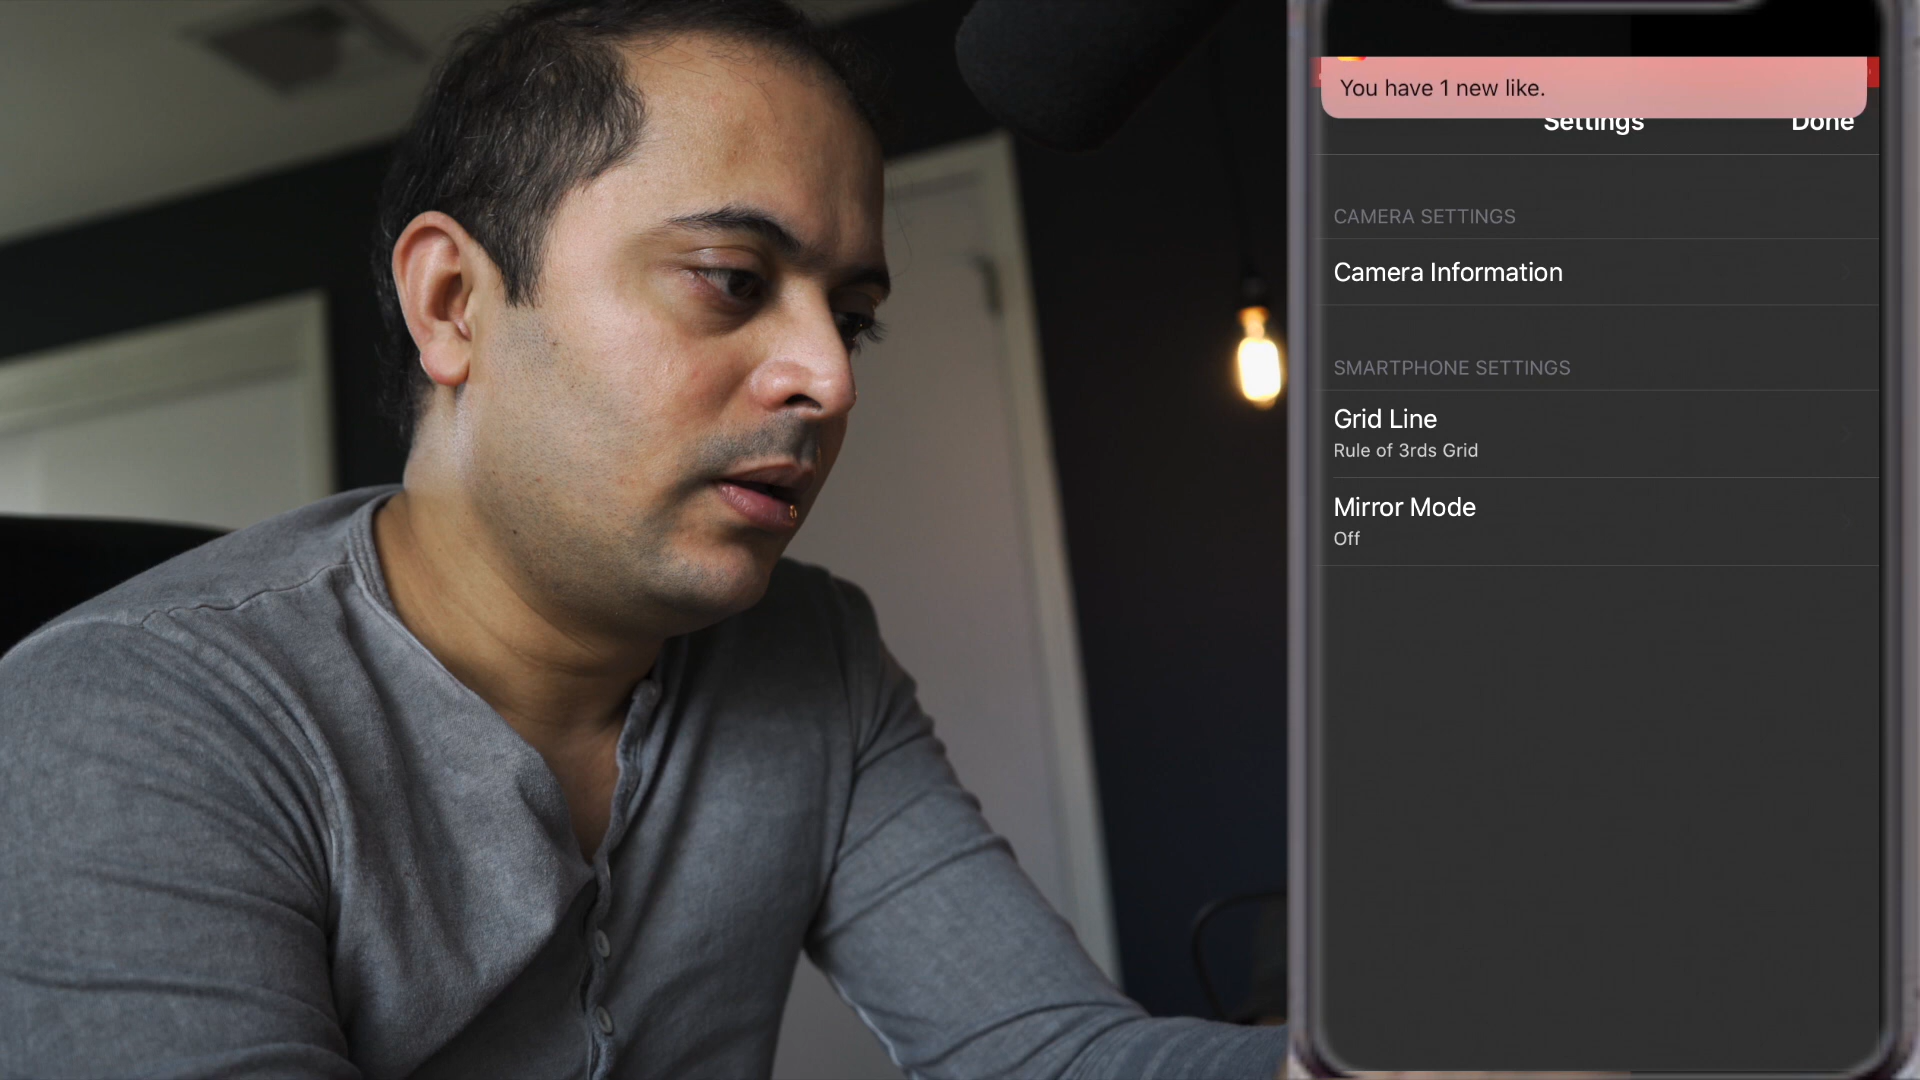 You have 1 new like.
Settings
Done
CAMERA SETTINGS
Camera Information
SMARTPHONE SETTINGS
Grid Line
Rule of 3rds Grid
Mirror Mode
Off